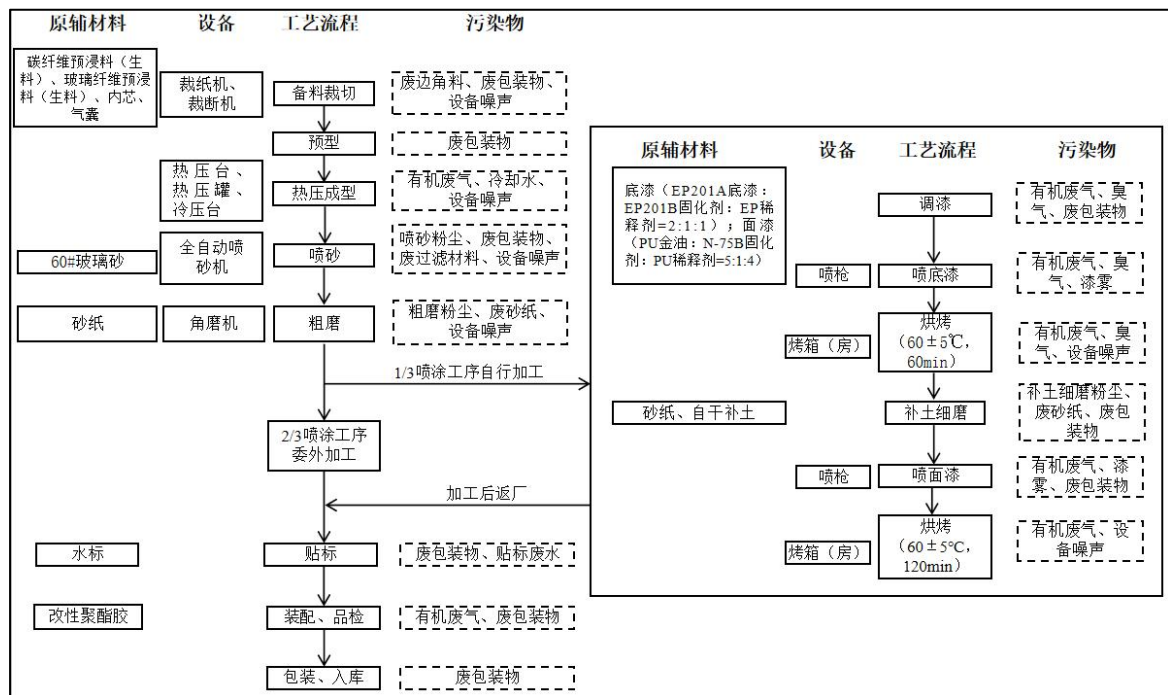 原辅材料
设备
工艺流程
污染物
碳纤维预浸料（生
料）、玻璃纤维预浸
料（生料）、内芯、
气囊
裁纸机、
裁断机
备料裁切
废边角料、废包装物、
设备噪声
预型
废包装物
热压台、
热压罐、
冷压台
热压成型
有机废气、冷却水、
设备噪声
60#玻璃砂
全自动喷
砂机
喷砂
喷砂粉尘、废包装物、
废过滤材料、设备噪声
砂纸
角磨机
粗磨
粗磨粉尘、废砂纸、
设备噪声
1/3喷涂工序自行加工
2/3喷涂工序
委外加工
加工后返厂
水标
贴标
废包装物、贴标废水
改性聚酯胶
装配、品检
有机废气、废包装物
包装、入库
废包装物
原辅材料
设备
工艺流程
污染物
底漆（EP201A底漆：
EP201B固化剂：EP稀
释剂=2:1:1）；面漆
（PU金油：N-75B固化
剂：PU稀释剂=5:1:4）
调漆
有机废气、臭
气、废包装物
喷枪
喷底漆
有机废气、臭
气、漆雾
烤箱（房）
烘烤
（60±5℃，
60min）
有机废气、臭
气、设备噪声
砂纸、自干补土
补土细磨
补土细磨粉尘、
废砂纸、废包
装物
喷枪
喷面漆
有机废气、漆
雾、废包装物
烤箱（房）
烘烤
（60±5℃，
120min）
有机废气、设
备噪声